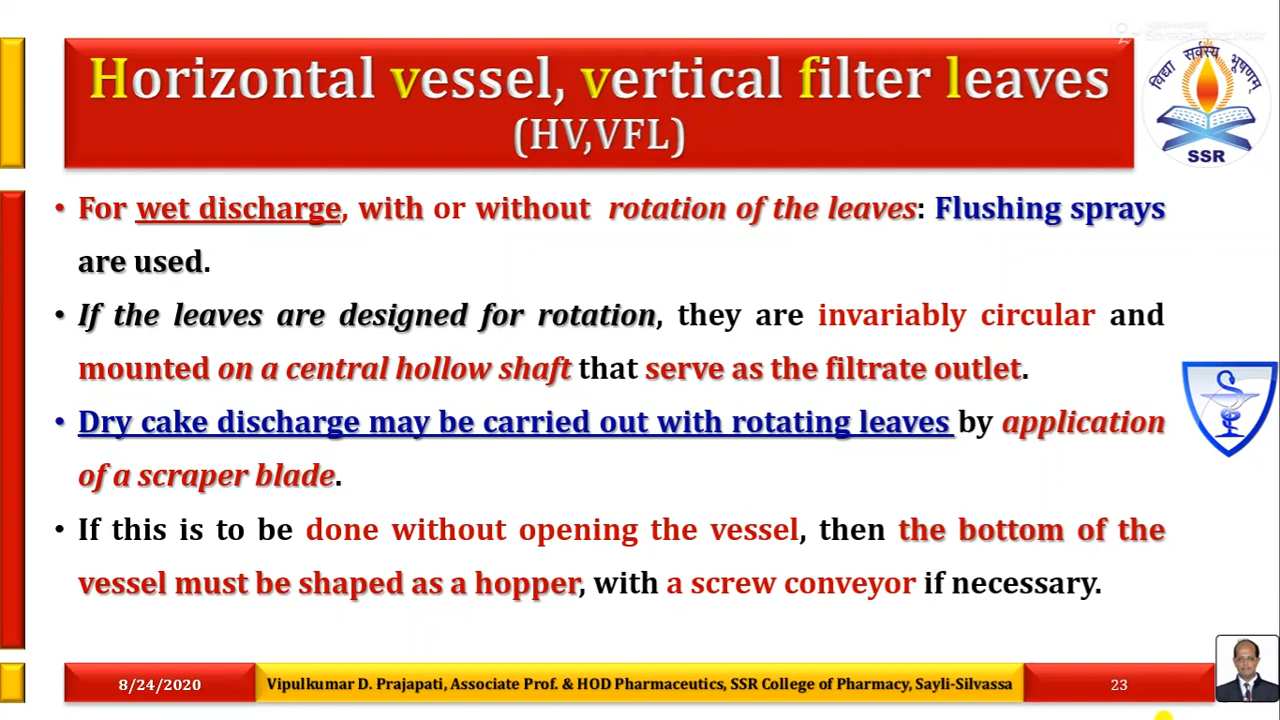 Horizontal vessel, vertical filter leaves
(HV,VFL)
विद्या सर्वस्य भूषणम्
SSR
• For wet discharge, with or without rotation of the leaves: Flushing sprays
are used.
• If the leaves are designed for rotation, they are invariably circular and
mounted on a central hollow shaft that serve as the filtrate outlet.
• Dry cake discharge may be carried out with rotating leaves by application
of a scraper blade.
• If this is to be done without opening the vessel, then the bottom of the
vessel must be shaped as a hopper, with a screw conveyor if necessary.
8/24/2020
Vipulkumar D. Prajapati, Associate Prof. & HOD Pharmaceutics, SSR College of Pharmacy, Sayli-Silvassa
23